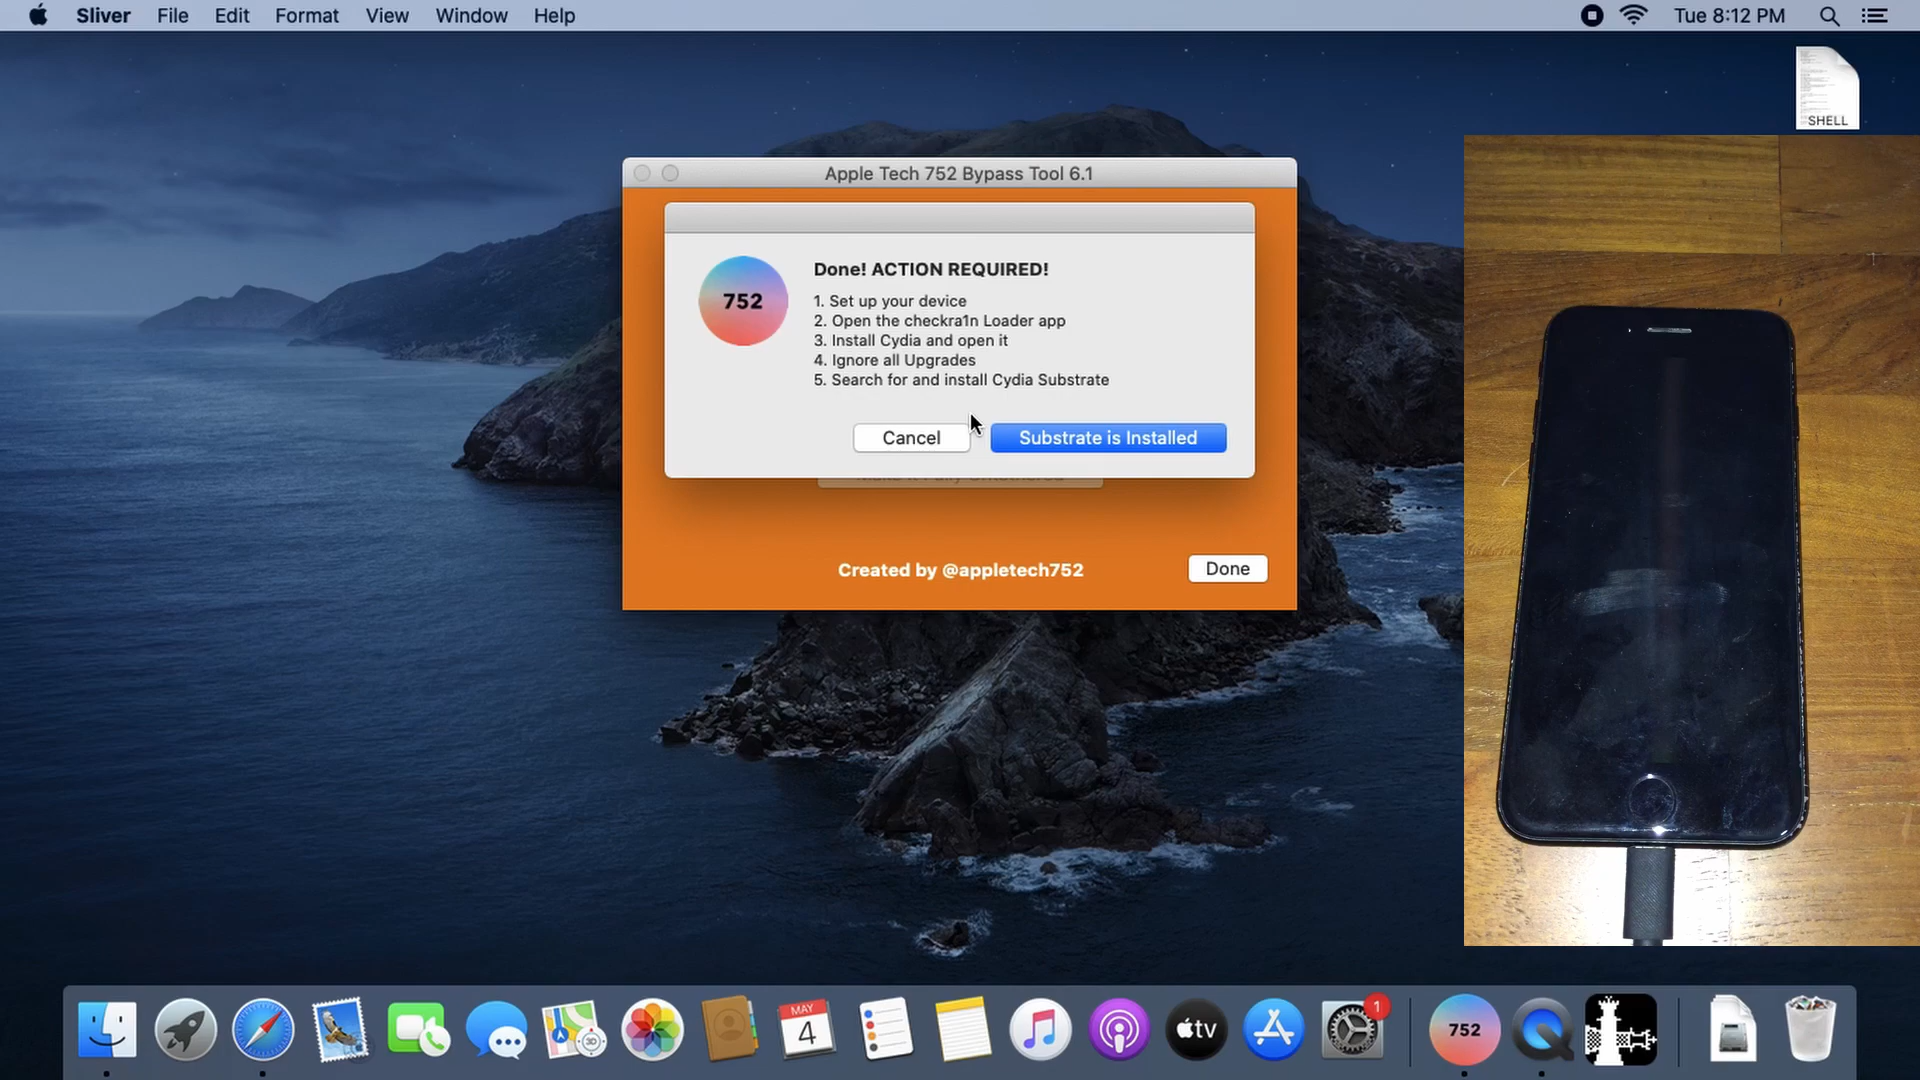 Sliver File Edit Format View Window Help Tue 8:12 PM
SHELL
Apple Tech 752 Bypass Tool 6.1
752
Done! ACTION REQUIRED!
1. Set up your device
2. Open the checkra1n Loader app
3. Install Cydia and open it
4. Ignore all Upgrades
5. Search for and install Cydia Substrate
Cancel
Substrate is Installed
Created by @appletech752
Done
3D
MAY
4
tv
1
752